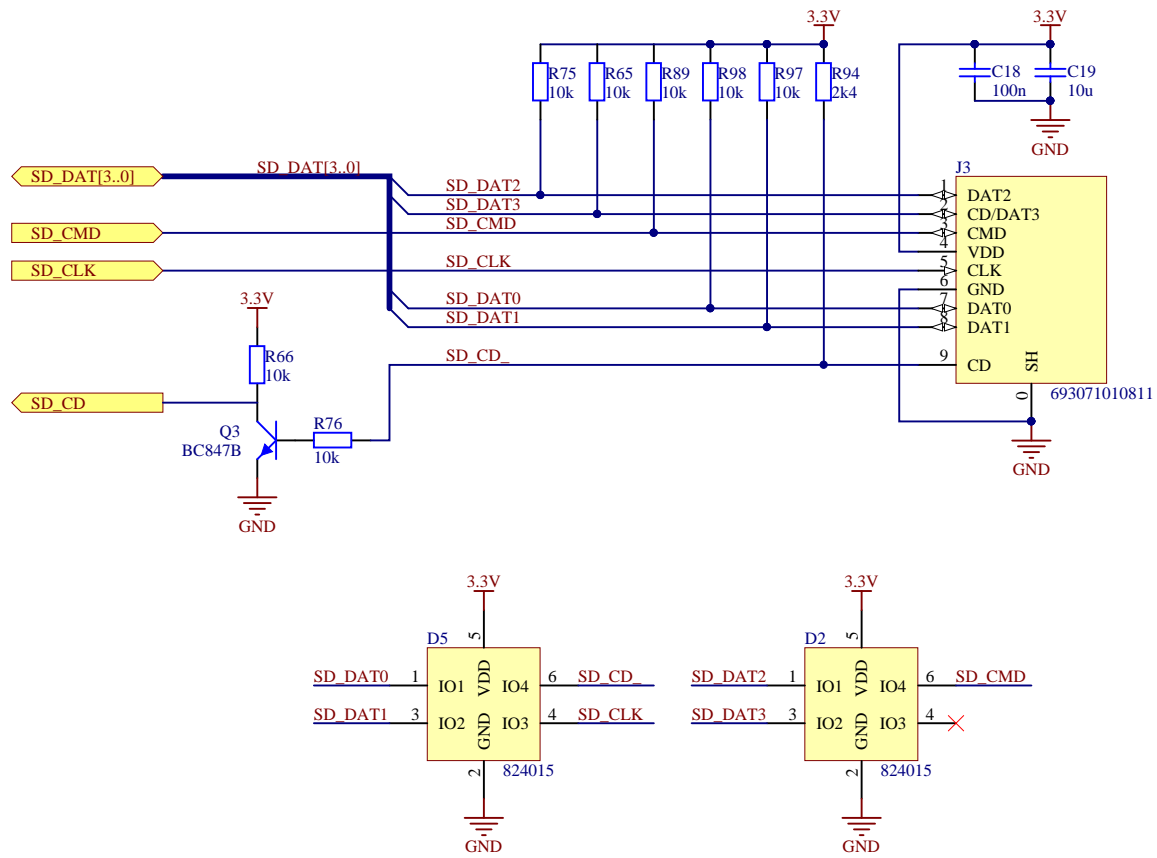 3.3V
3.3V
R75
10k
R65
10k
R89
10k
R98
10k
R97
10k
R94
2k4
C18
100n
C19
10u
GND
SD_DAT[3..0]
SD_DAT[3..0]
SD_CMD
SD_CLK
SD_DAT2
SD_DAT3
SD_CMD
SD_CLK
SD_DAT0
SD_DAT1
SD_CD_
J3
1 DAT2
2 CD/DAT3
3 CMD
4 VDD
5 CLK
6 GND
7 DAT0
8 DAT1
9 CD
SH
0
693071010811
GND
3.3V
R66
10k
SD_CD
Q3
BC847B
R76
10k
GND
3.3V
D5
5
VDD
SD_DAT0 1 IO1 IO4 6 SD_CD_
SD_DAT1 3 IO2 IO3 4 SD_CLK
GND
2
824015
GND
3.3V
D2
5
VDD
SD_DAT2 1 IO1 IO4 6 SD_CMD
SD_DAT3 3 IO2 IO3 4
GND
2
824015
GND